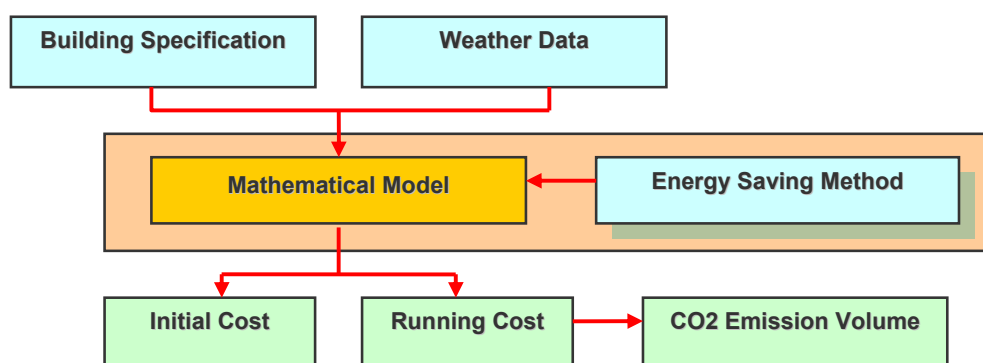 Building Specification
Weather Data
Mathematical Model
Energy Saving Method
Initial Cost
Running Cost
CO2 Emission Volume